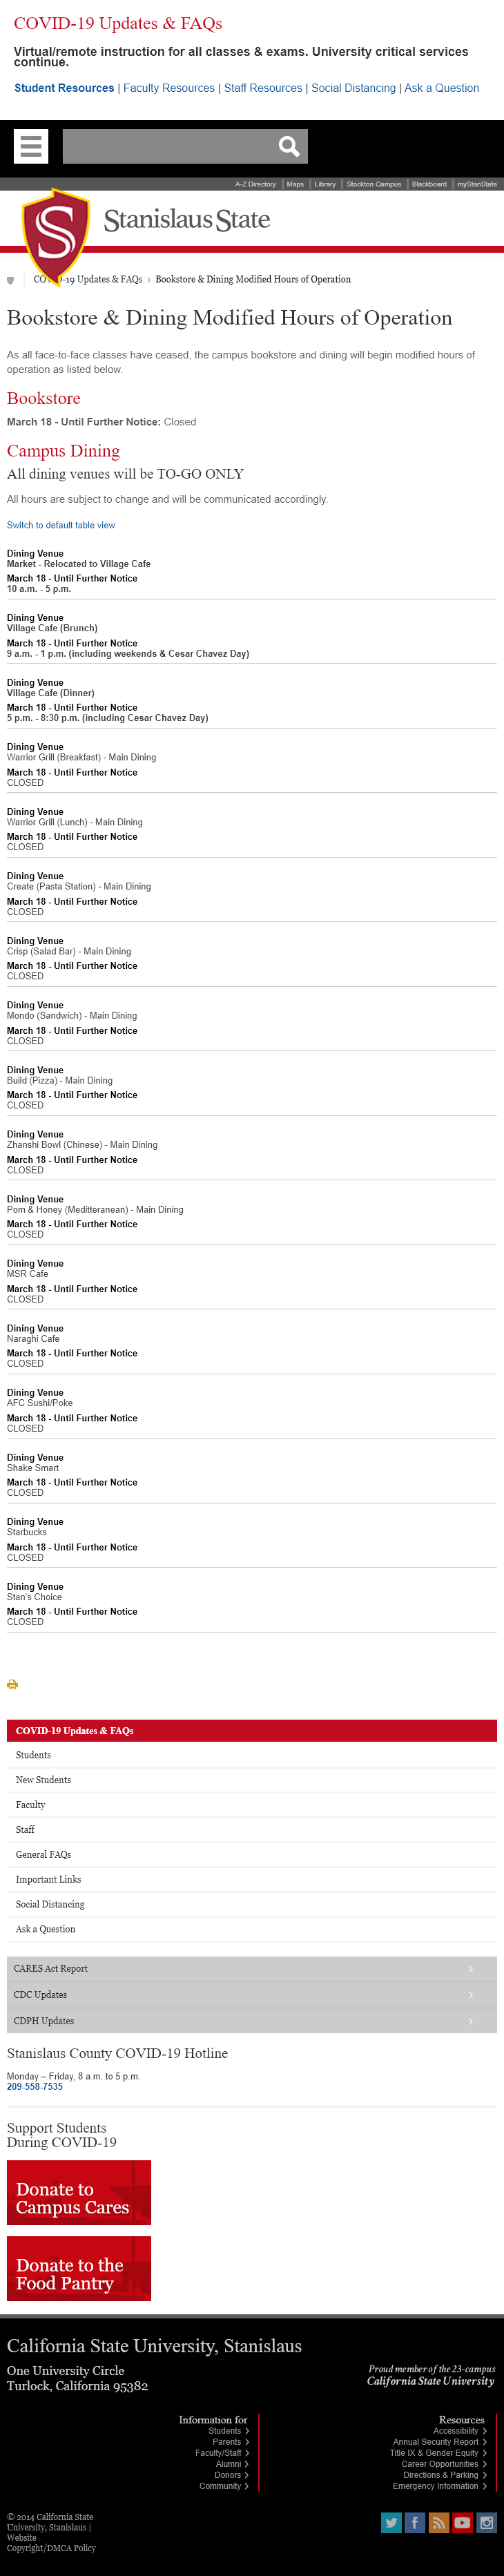 COVID-19 Updates & FAQs
Virtual/remote instruction for all classes & exams. University critical services
continue.
Student Resources | Faculty Resources | Staff Resources | Social Distancing | Ask a Question
A-Z Directory | Maps | Library | Stockton Campus | Blackboard | myStanState
S
Stanislaus State
COVID-19 Updates & FAQs › Bookstore & Dining Modified Hours of Operation
Bookstore & Dining Modified Hours of Operation
As all face-to-face classes have ceased, the campus bookstore and dining will begin modified hours of
operation as listed below.
Bookstore
March 18 - Until Further Notice: Closed
Campus Dining
All dining venues will be TO-GO ONLY
All hours are subject to change and will be communicated accordingly.
Switch to default table view
Dining Venue
Market - Relocated to Village Cafe
March 18 - Until Further Notice
10 a.m. - 5 p.m.
Dining Venue
Village Cafe (Brunch)
March 18 - Until Further Notice
9 a.m. - 1 p.m. (including weekends & Cesar Chavez Day)
Dining Venue
Village Cafe (Dinner)
March 18 - Until Further Notice
5 p.m. - 8:30 p.m. (including Cesar Chavez Day)
Dining Venue
Warrior Grill (Breakfast) - Main Dining
March 18 - Until Further Notice
CLOSED
Dining Venue
Warrior Grill (Lunch) - Main Dining
March 18 - Until Further Notice
CLOSED
Dining Venue
Create (Pasta Station) - Main Dining
March 18 - Until Further Notice
CLOSED
Dining Venue
Crisp (Salad Bar) - Main Dining
March 18 - Until Further Notice
CLOSED
Dining Venue
Mondo (Sandwich) - Main Dining
March 18 - Until Further Notice
CLOSED
Dining Venue
Build (Pizza) - Main Dining
March 18 - Until Further Notice
CLOSED
Dining Venue
Zhanshi Bowl (Chinese) - Main Dining
March 18 - Until Further Notice
CLOSED
Dining Venue
Pom & Honey (Meditteranean) - Main Dining
March 18 - Until Further Notice
CLOSED
Dining Venue
MSR Cafe
March 18 - Until Further Notice
CLOSED
Dining Venue
Naraghi Cafe
March 18 - Until Further Notice
CLOSED
Dining Venue
AFC Sushi/Poke
March 18 - Until Further Notice
CLOSED
Dining Venue
Shake Smart
March 18 - Until Further Notice
CLOSED
Dining Venue
Starbucks
March 18 - Until Further Notice
CLOSED
Dining Venue
Stan's Choice
March 18 - Until Further Notice
CLOSED
COVID-19 Updates & FAQs
Students
New Students
Faculty
Staff
General FAQs
Important Links
Social Distancing
Ask a Question
CARES Act Report
CDC Updates
CDPH Updates
Stanislaus County COVID-19 Hotline
Monday – Friday, 8 a.m. to 5 p.m.
209-558-7535
Support Students
During COVID-19
Donate to
Campus Cares
Donate to the
Food Pantry
California State University, Stanislaus
One University Circle
Turlock, California 95382
Proud member of the 23-campus
California State University
Information for
Students
Parents
Faculty/Staff
Alumni
Donors
Community
Resources
Accessibility
Annual Security Report
Title IX & Gender Equity
Career Opportunities
Directions & Parking
Emergency Information
© 2014 California State
University, Stanislaus |
Website
Copyright/DMCA Policy